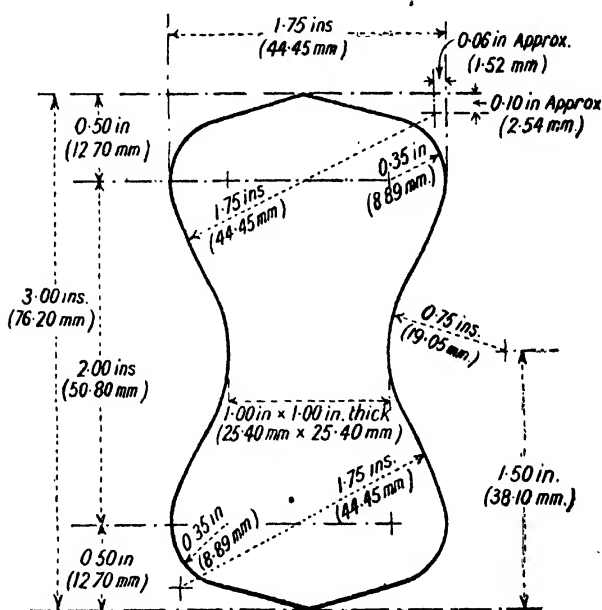 1·75 ins
(44·45 mm)
0·06 in Approx.
(1·52 mm)
0·10 in Approx
(2·54 mm.)
0·50 in
(12 70 mm)
0·35 in
(8 89 mm.)
1·75 ins
(44·45 mm)
3·00 ins.
(76·20 mm)
0·75 ins.
(19·05 mm.)
2·00 ins
(50·80 mm)
1·00 in × 1·00 in. thick
(25·40 mm × 25·40 mm)
1·75 ins.
(44·45 mm)
1·50 in.
(38·10 mm.)
0 35 in
(8·89 mm)
0 50 in
(12·70 mm)